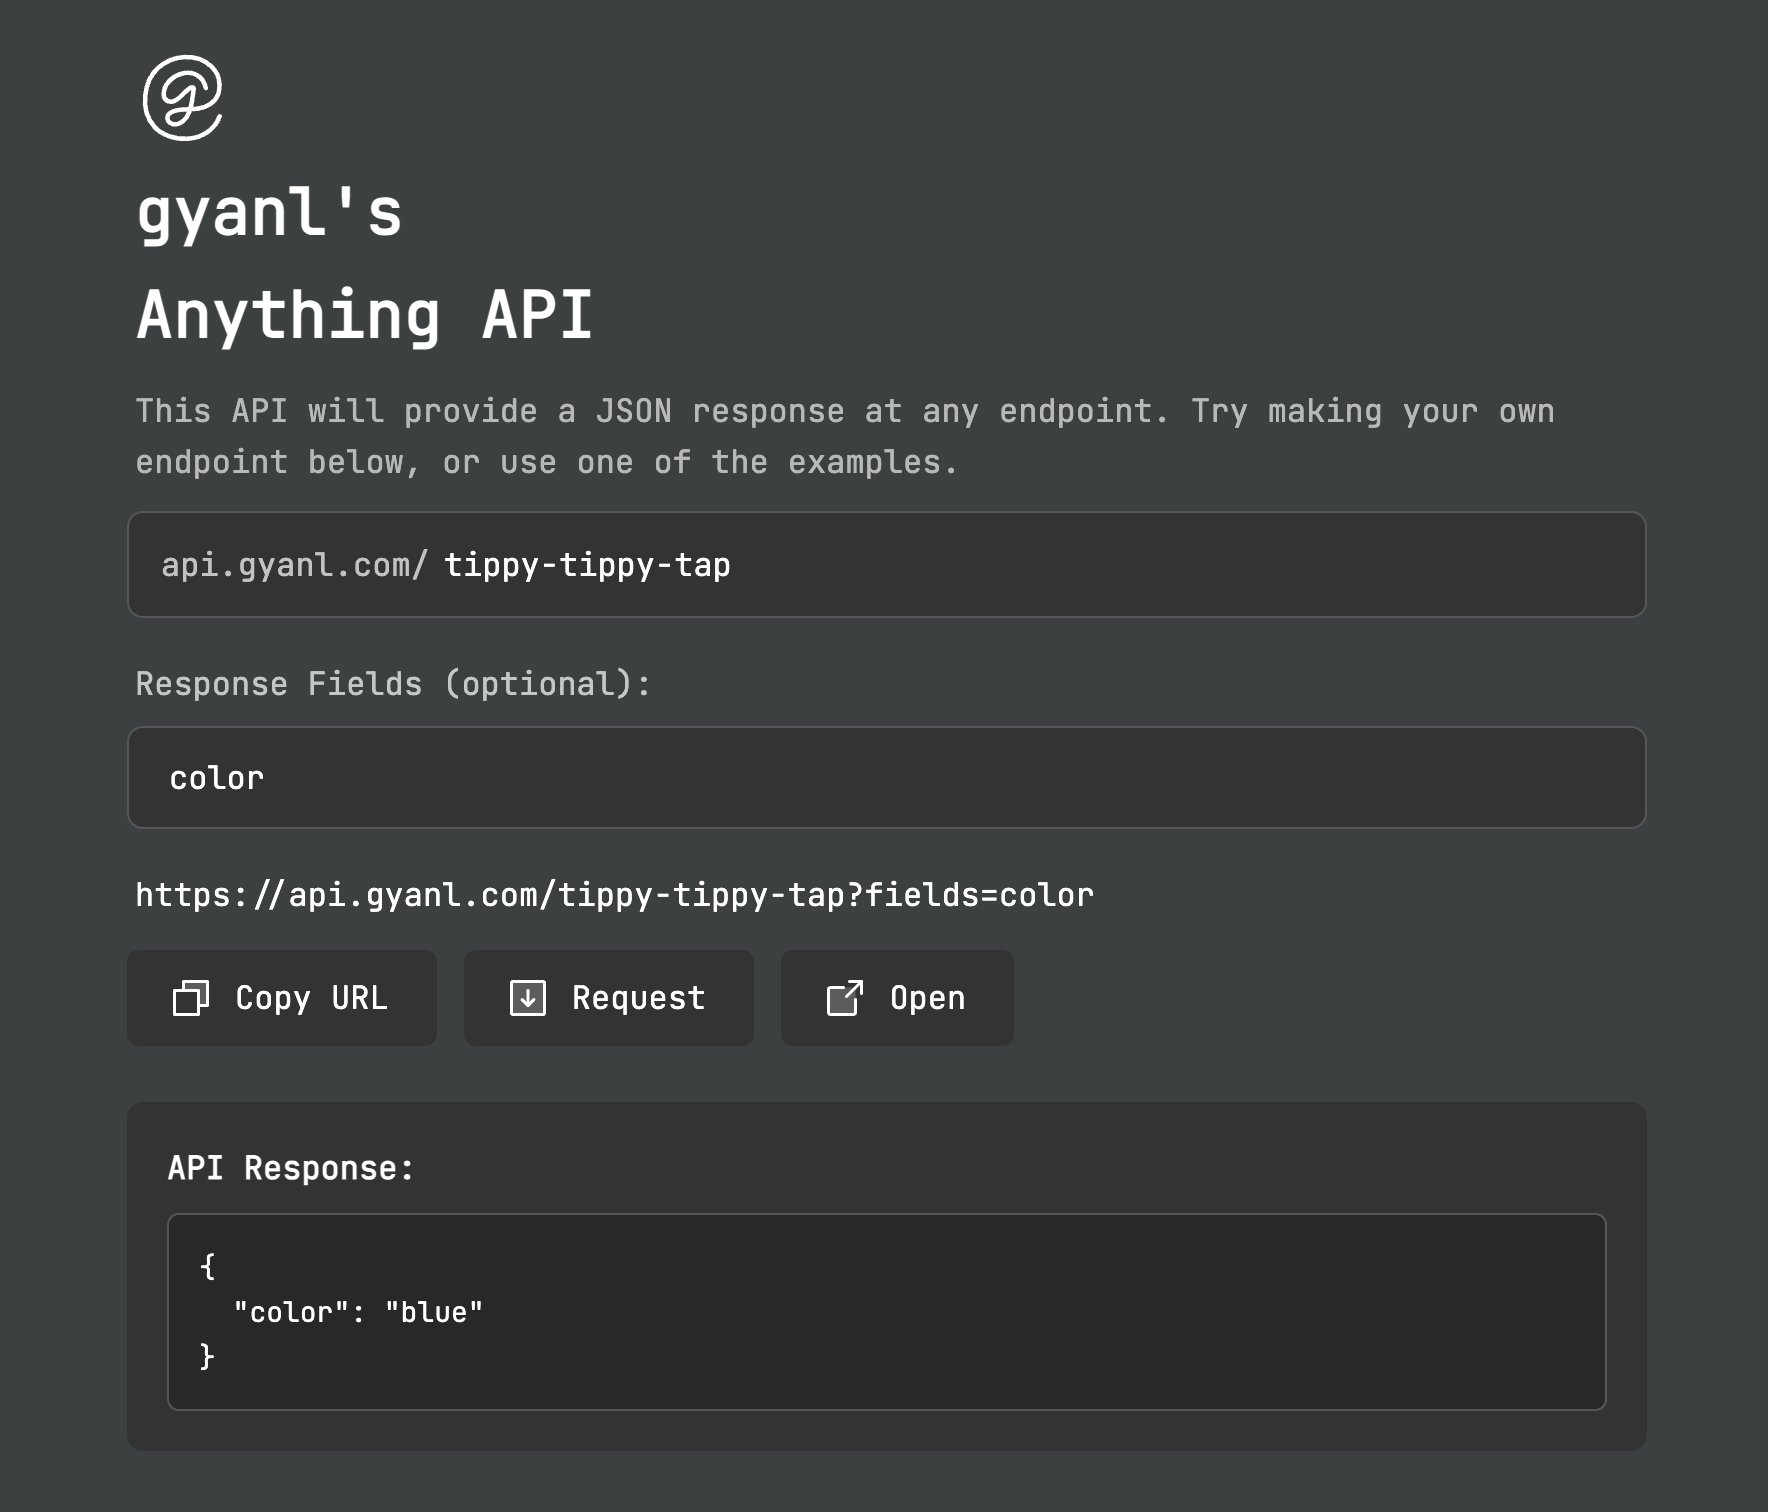 gyanl's
Anything API
This API will provide a JSON response at any endpoint. Try making your own
endpoint below, or use one of the examples.
api.gyanl.com/ tippy-tippy-tap
Response Fields (optional):
color
https://api.gyanl.com/tippy-tippy-tap?fields=color
Copy URL Request Open
API Response:
{
  "color": "blue"
}